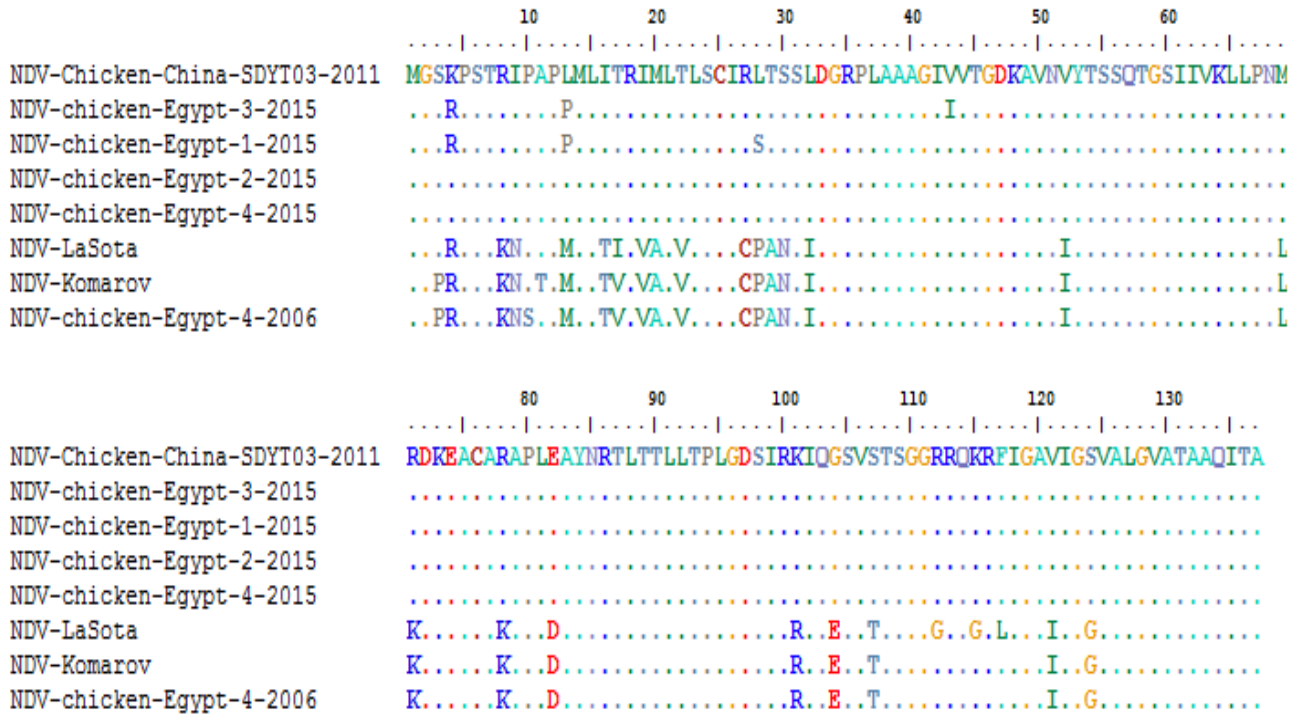 10 20 30 40 50 60
....|....|....|....|....|....|....|....|....|....|....|....|....|....
NDV-Chicken-China-SDYT03-2011 MGSKPSTRIPAPLMLITRIMLTLSCIRLTSSLDGRPLAAAGIVVTGDKAVNVYTSSQTGSIIVKLLPNM
NDV-chicken-Egypt-3-2015 ...R........P.............................I..........................
NDV-chicken-Egypt-1-2015 ...R........P..............S.........................................
NDV-chicken-Egypt-2-2015 .....................................................................
NDV-chicken-Egypt-4-2015 .....................................................................
NDV-LaSota ...R...KN...M..TI.VA.V....CPAN.I...................I................L
NDV-Komarov ..PR...KN.T.M..TV.VA.V....CPAN.I...................I................L
NDV-chicken-Egypt-4-2006 ..PR...KNS..M..TV.VA.V....CPAN.I...................I................L
80 90 100 110 120 130
....|....|....|....|....|....|....|....|....|....|....|....|....|..
NDV-Chicken-China-SDYT03-2011 RDKEACARAPLEAYNRTLTTLLTPLGDSIRKIQGSVSTSGGRRQKRFIGAVIGSVALGVATAAQITA
NDV-chicken-Egypt-3-2015 ...................................................................
NDV-chicken-Egypt-1-2015 ...................................................................
NDV-chicken-Egypt-2-2015 ...................................................................
NDV-chicken-Egypt-4-2015 ...................................................................
NDV-LaSota K......K...D..................R..E..T....G..G.L...I..G.............
NDV-Komarov K......K...D..................R..E..T.............I..G.............
NDV-chicken-Egypt-4-2006 K......K...D..................R..E..T.............I..G.............